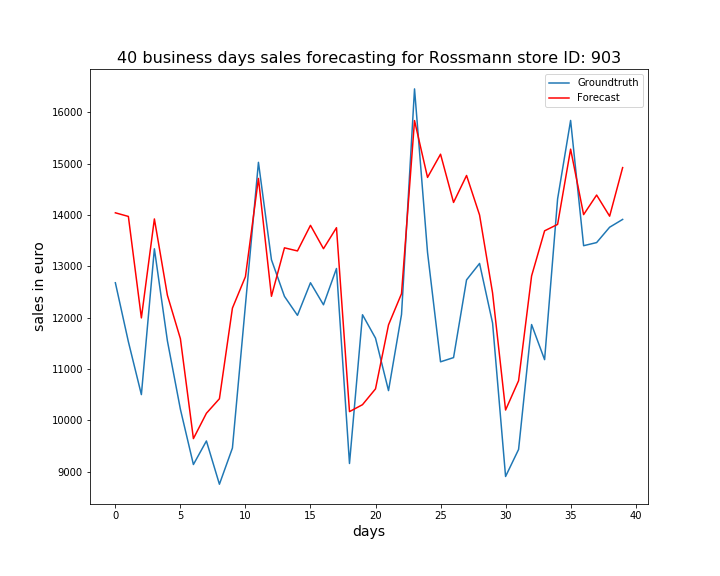 40 business days sales forecasting for Rossmann store ID: 903
Groundtruth
Forecast
16000
15000
14000
13000
12000
11000
10000
9000
sales in euro
0 5 10 15 20 25 30 35 40
days